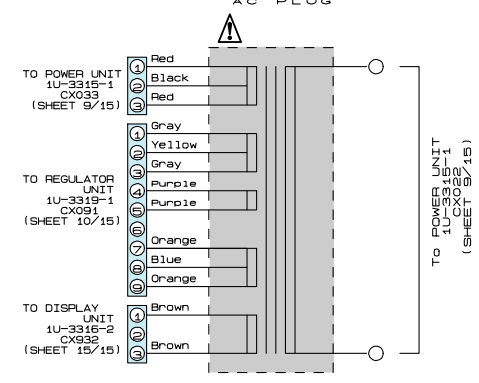 AC PLUG
TO POWER UNIT
1U-3315-1
CX033
(SHEET 9/15)
1 Red
2 Black
3 Red
TO REGULATOR
UNIT
1U-3319-1
CX091
(SHEET 10/15)
1 Gray
2 Yellow
3 Gray
4 Purple
5 Purple
6
7 Orange
8 Blue
9 Orange
TO DISPLAY
UNIT
1U-3316-2
CX932
(SHEET 15/15)
1 Brown
2
3 Brown
To POWER UNIT
1U-3315-1
CX022
(SHEET 9/15)